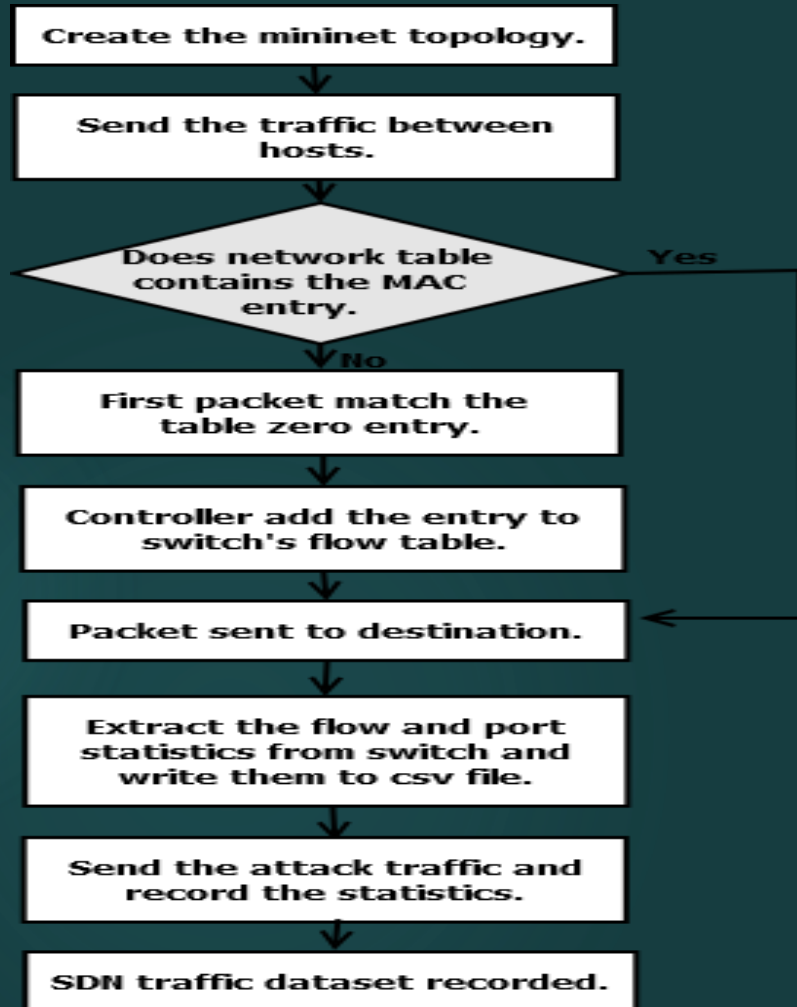 Create the mininet topology.
Send the traffic between
hosts.
Does network table
contains the MAC
entry.
Yes
No
First packet match the
table zero entry.
Controller add the entry to
switch's flow table.
Packet sent to destination.
Extract the flow and port
statistics from switch and
write them to csv file.
Send the attack traffic and
record the statistics.
SDN traffic dataset recorded.